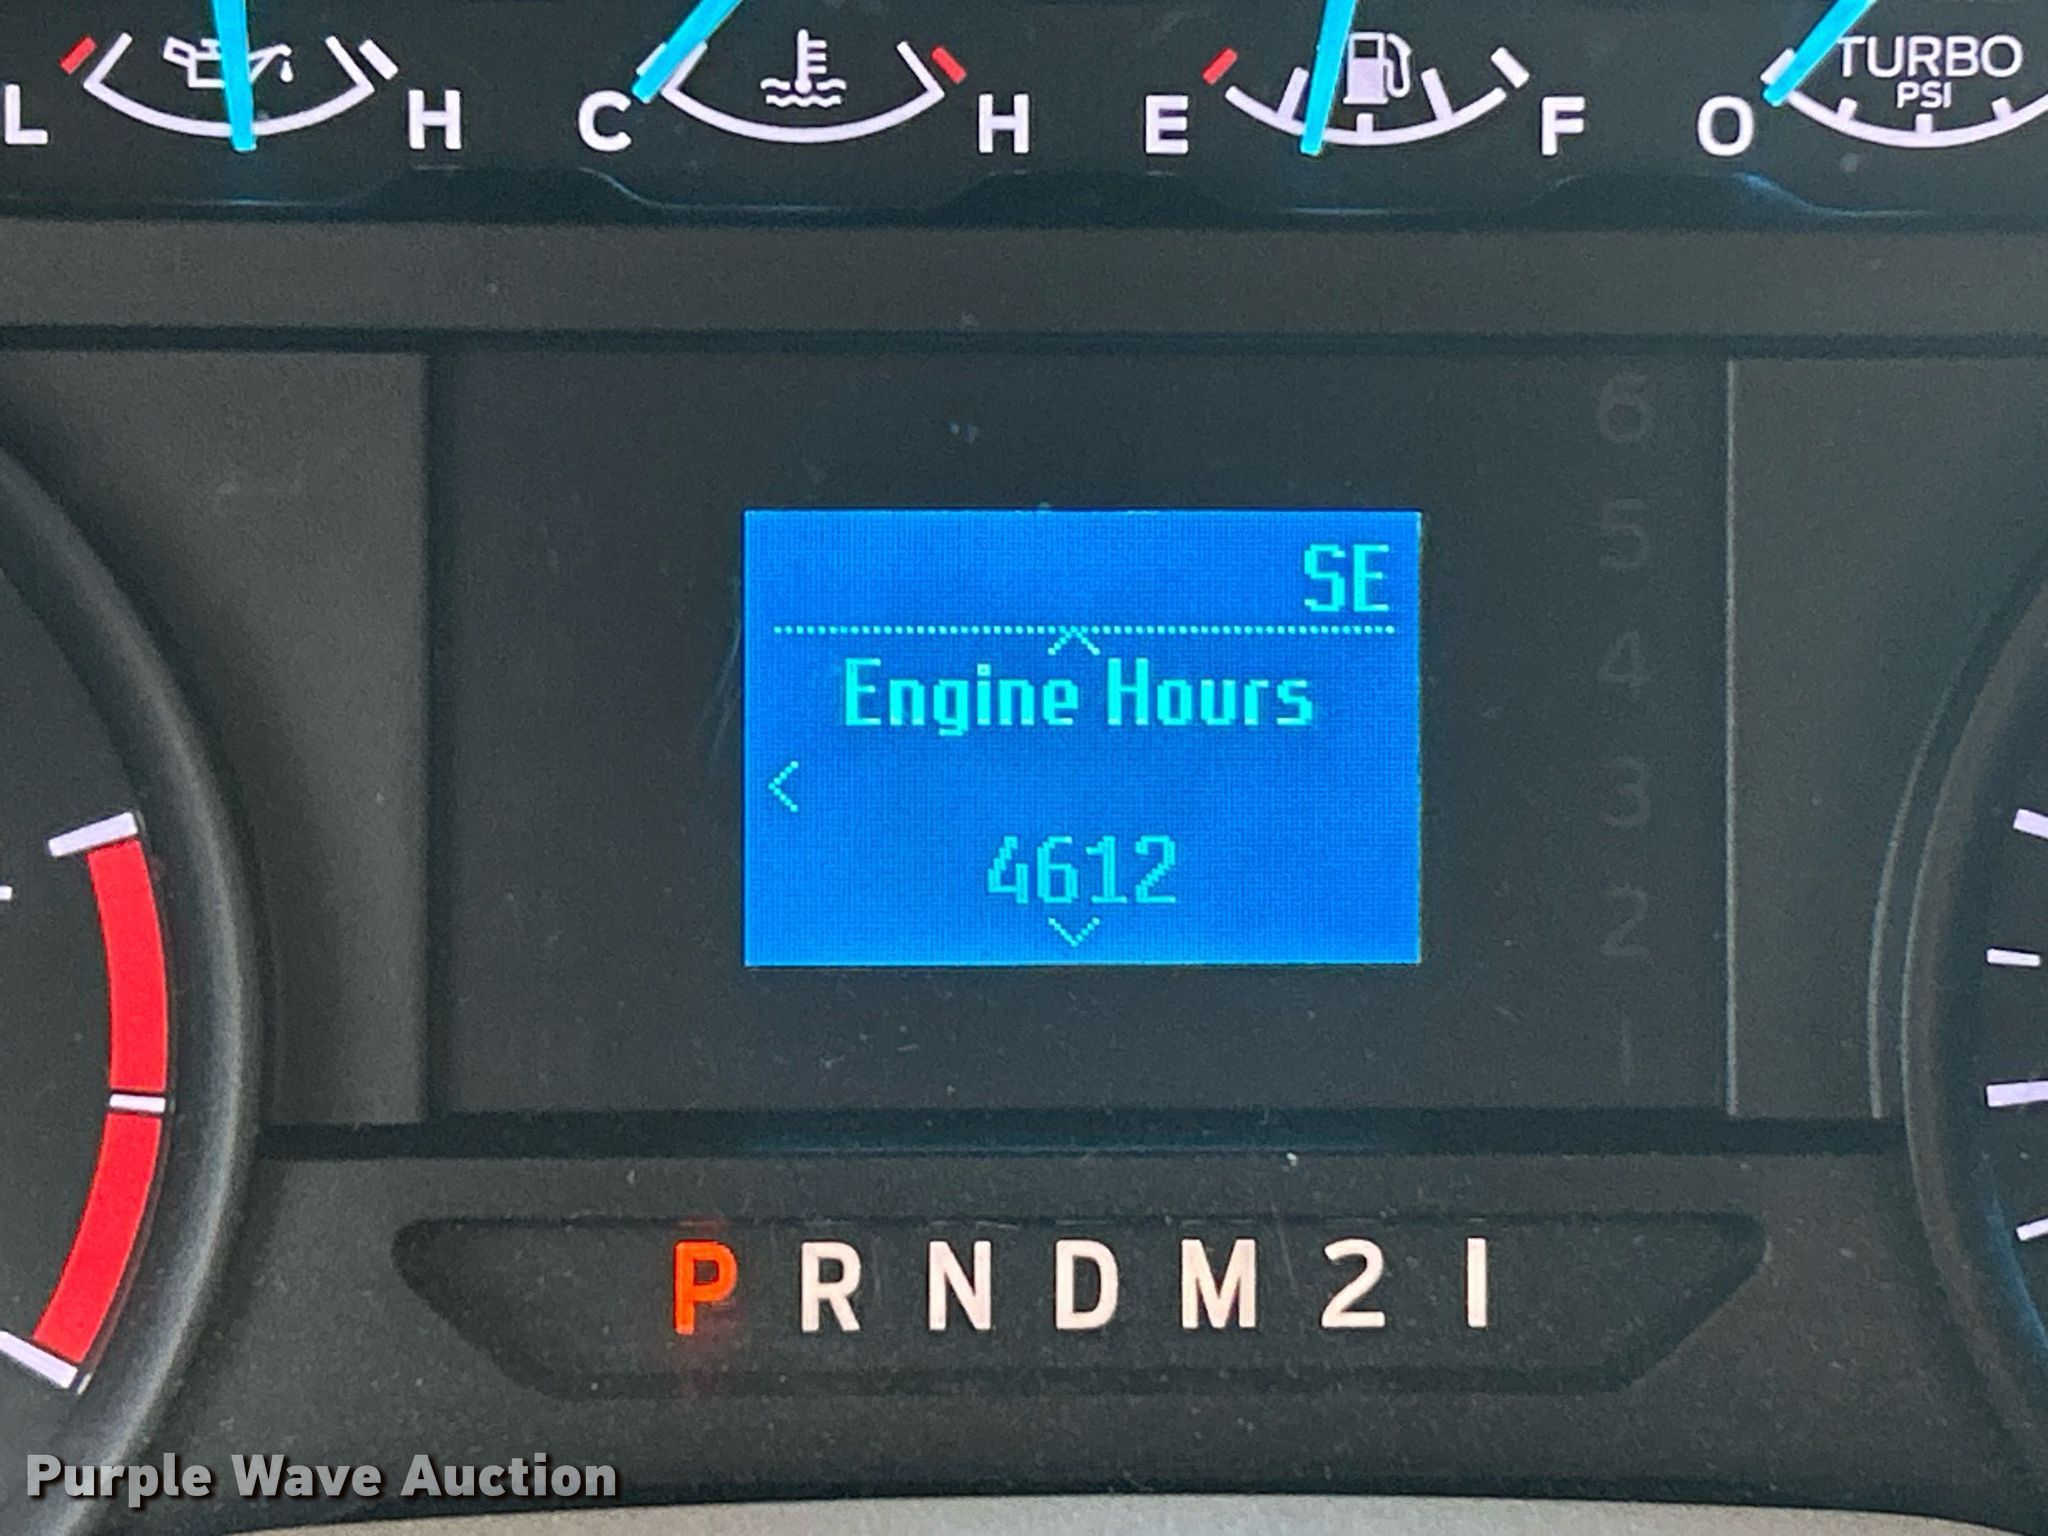 L H C H E F O TURBO
PSI
SE
Engine Hours
4612
6
5
4
3
2
1
P R N D M 2 1
Purple Wave Auction